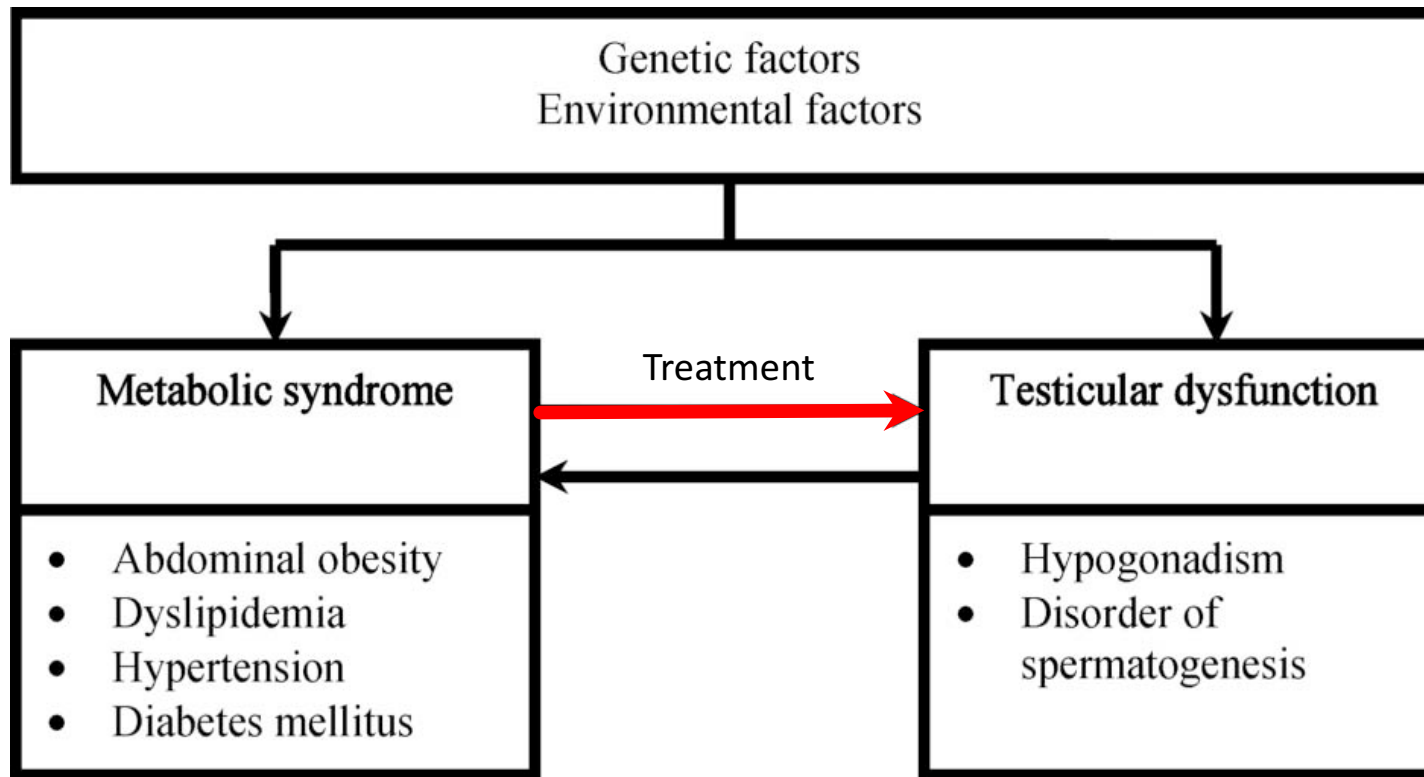 Genetic factors
Environmental factors
Treatment
Metabolic syndrome
Testicular dysfunction
• Abdominal obesity
• Dyslipidemia
• Hypertension
• Diabetes mellitus
• Hypogonadism
• Disorder of
spermatogenesis